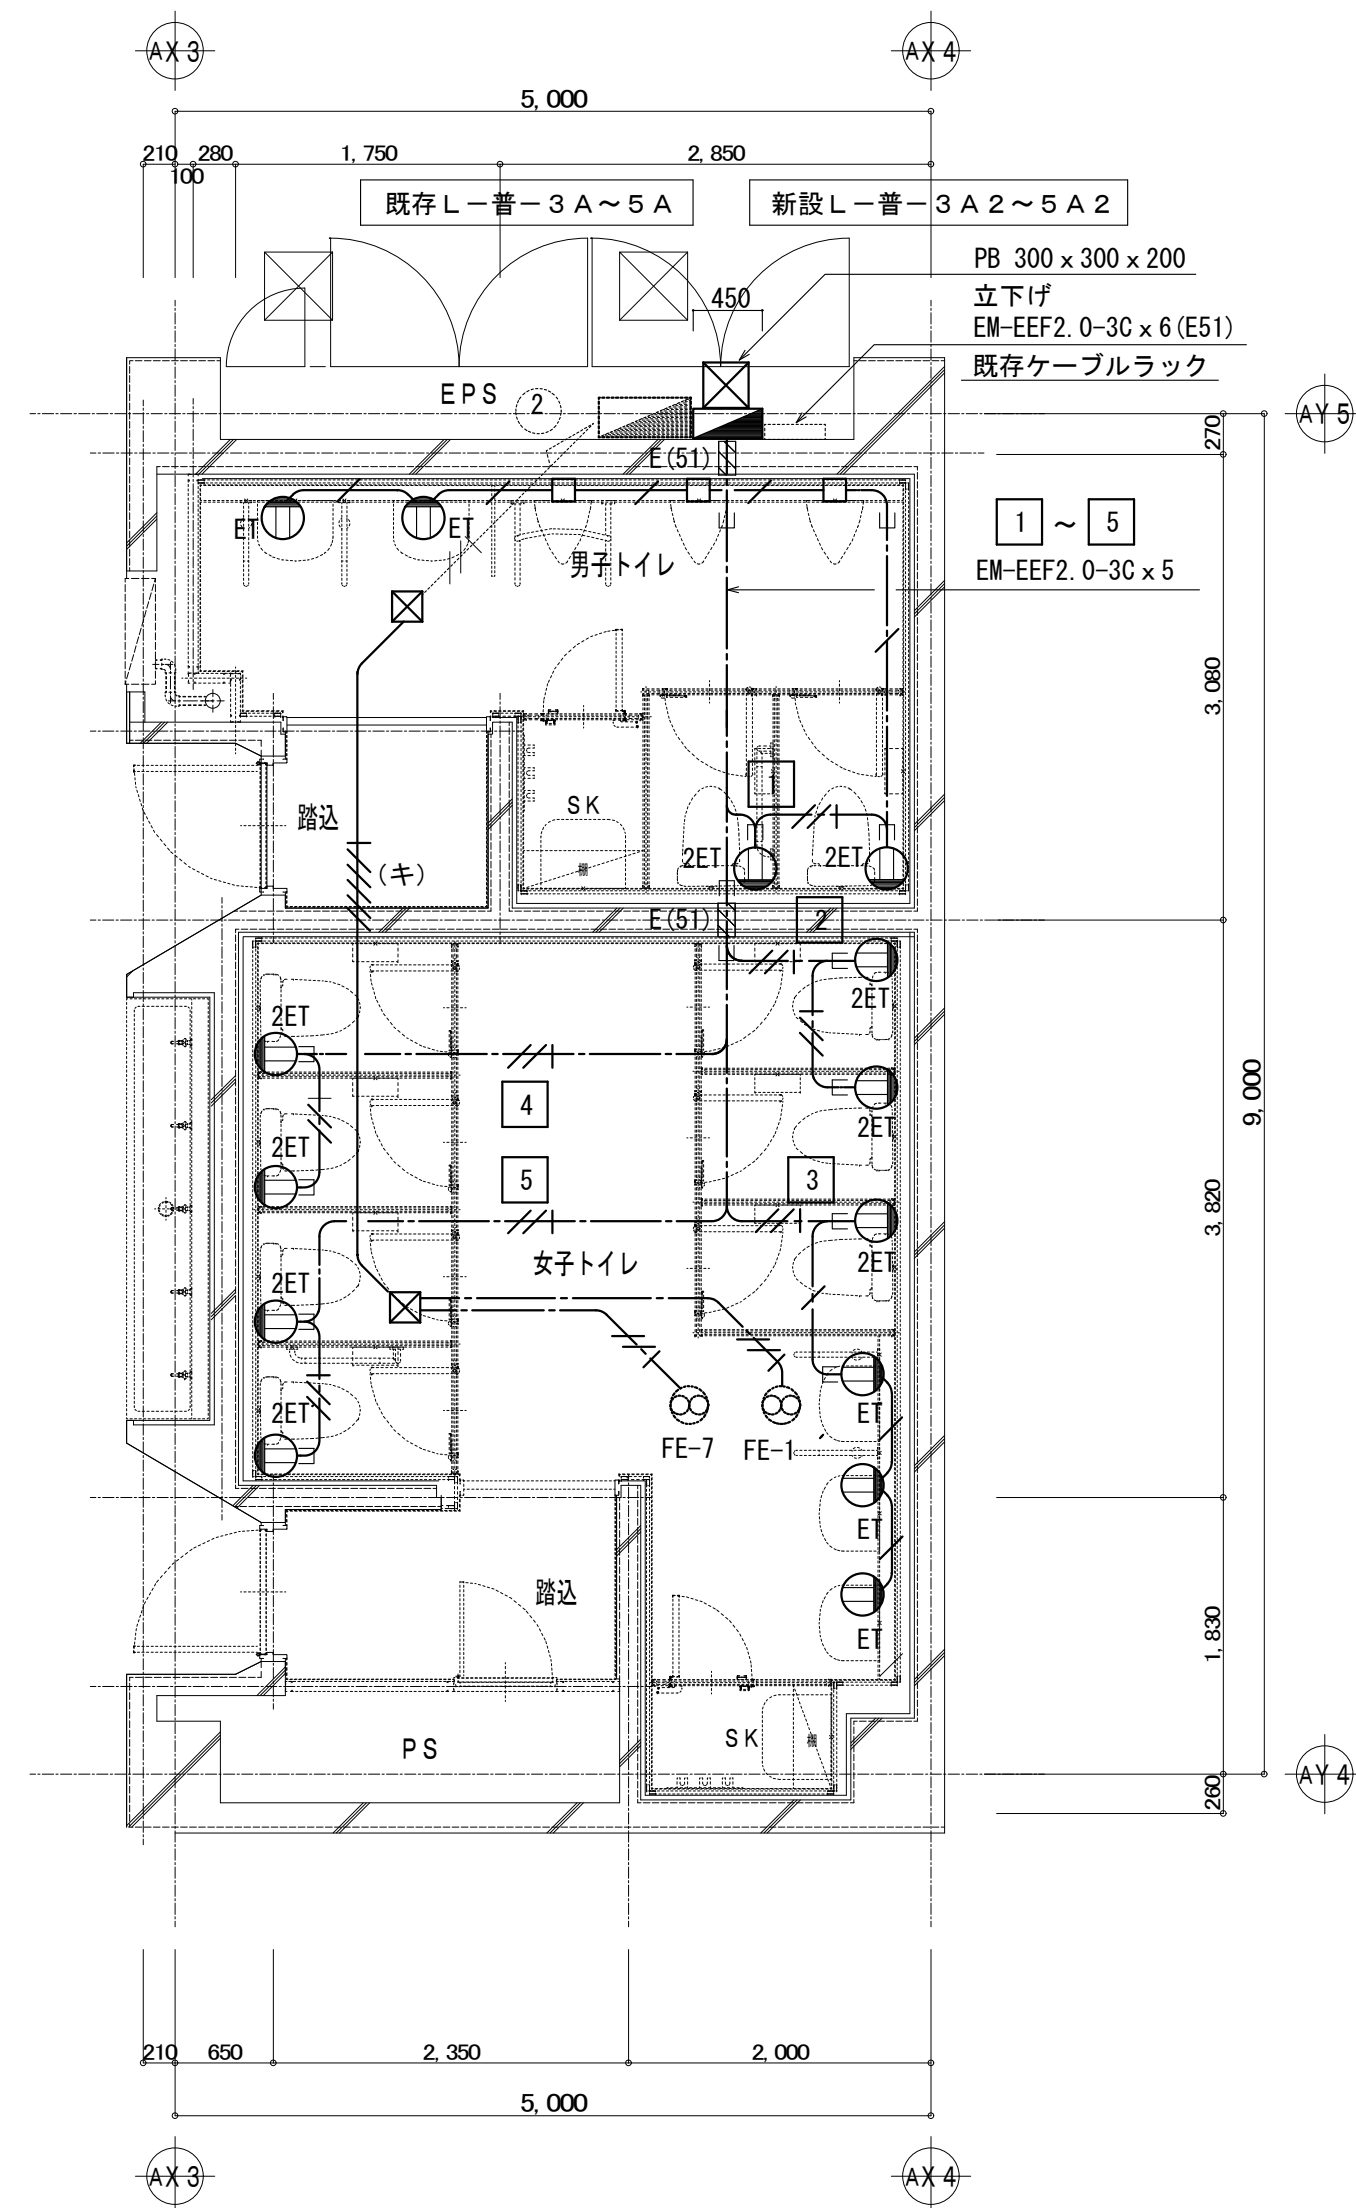 AX3
AX4
5,000
210
280
1,750
2,850
100
既存L－普－3A～5A
新設L－普－3A2～5A2
PB 300x300x200
立下げ
EM-EEF2.0-3Cx6(E51)
既存ケーブルラック
450
EPS
2
AY5
270
E(51)
ET
ET
男子トイレ
1 ～ 5
EM-EEF2.0-3Cx5
3,080
1
踏込
SK
(キ)
棚
2ET
2ET
E(51)
2
2ET
2ET
9,000
4
2ET
2ET
5
3
3,820
女子トイレ
2ET
2ET
FE-7
FE-1
2ET
ET
ET
踏込
ET
1,830
PS
SK
棚
AY4
260
210
650
2,350
2,000
5,000
AX3
AX4